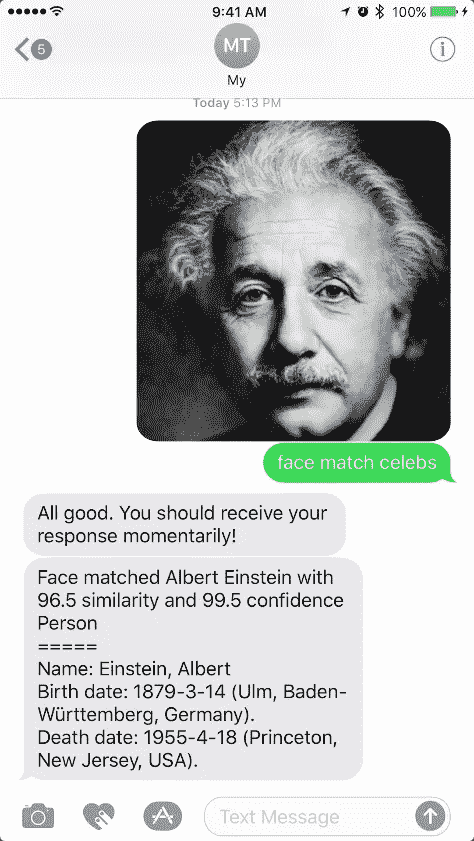 9:41 AM
100%
5
MT
My
Today 5:13 PM
face match celebs
All good. You should receive your
response momentarily!
Face matched Albert Einstein with
96.5 similarity and 99.5 confidence
Person
=====
Name: Einstein, Albert
Birth date: 1879-3-14 (Ulm, Baden-
Württemberg, Germany).
Death date: 1955-4-18 (Princeton,
New Jersey, USA).
Text Message